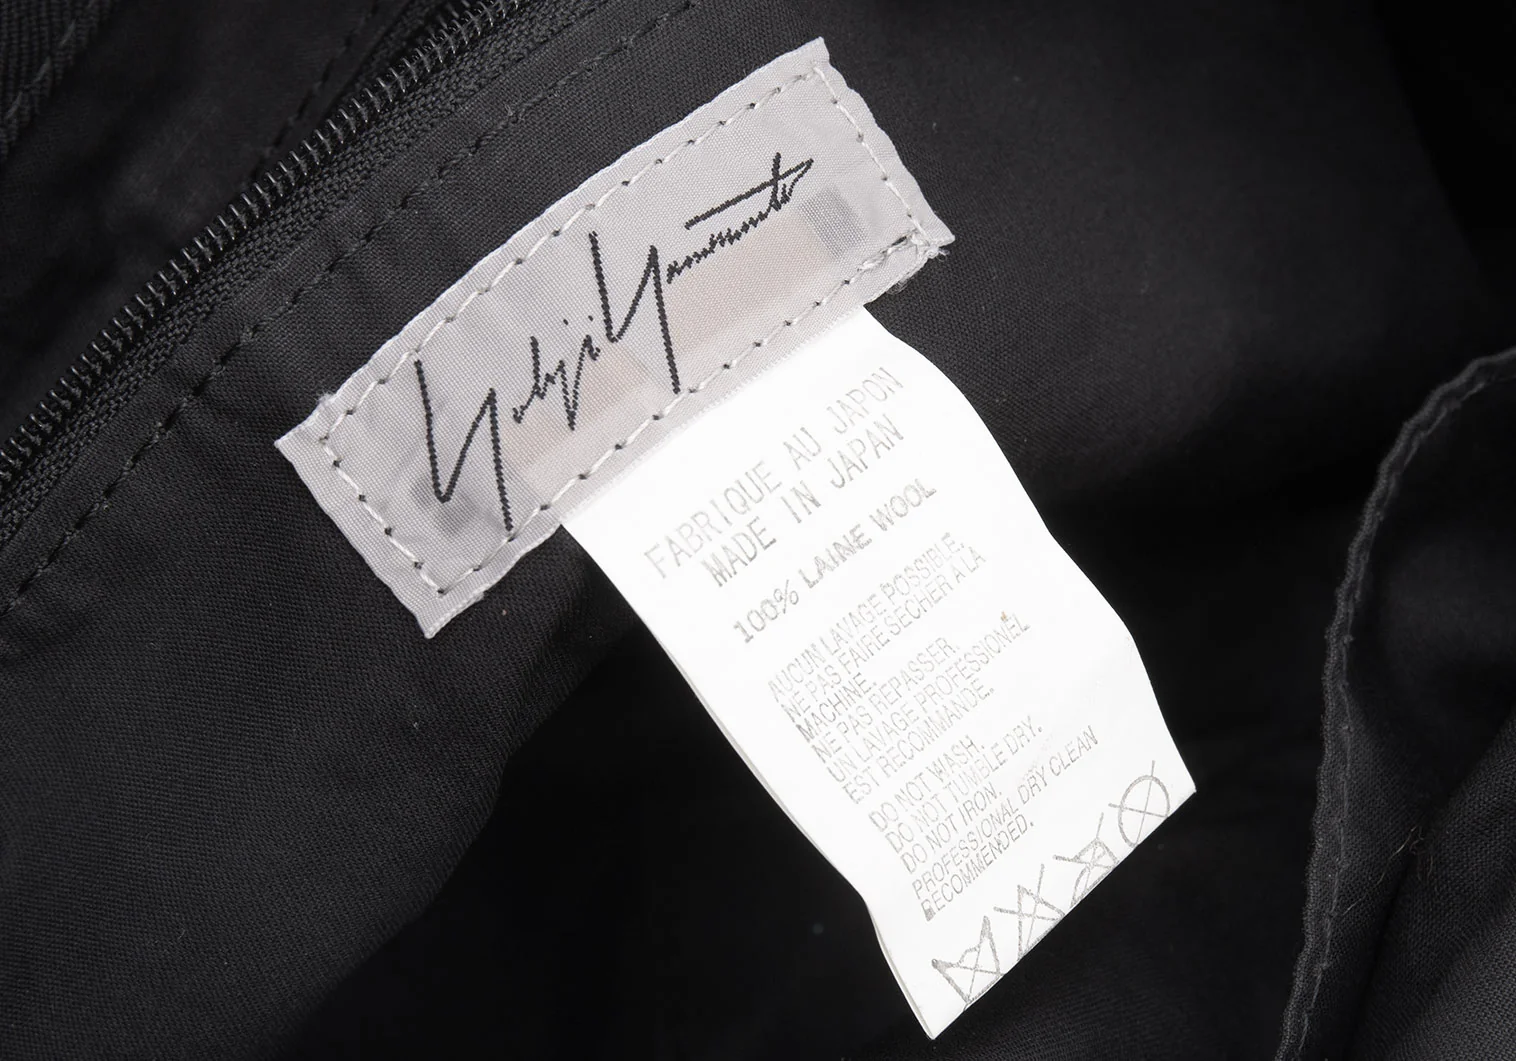 Yohji Yamamoto
FABRIQUE AU JAPON
MADE IN JAPAN
100% LAINE WOOL
AUCUN LAVAGE POSSIBLE
NE PAS FAIRE SECHER A LA
MACHINE.
NE PAS REPASSER.
UN LAVAGE PROFESSIONEL
EST RECOMMANDE.
DO NOT WASH.
DO NOT TUMBLE DRY.
DO NOT IRON.
PROFESSIONAL DRY CLEAN
RECOMMENDED.